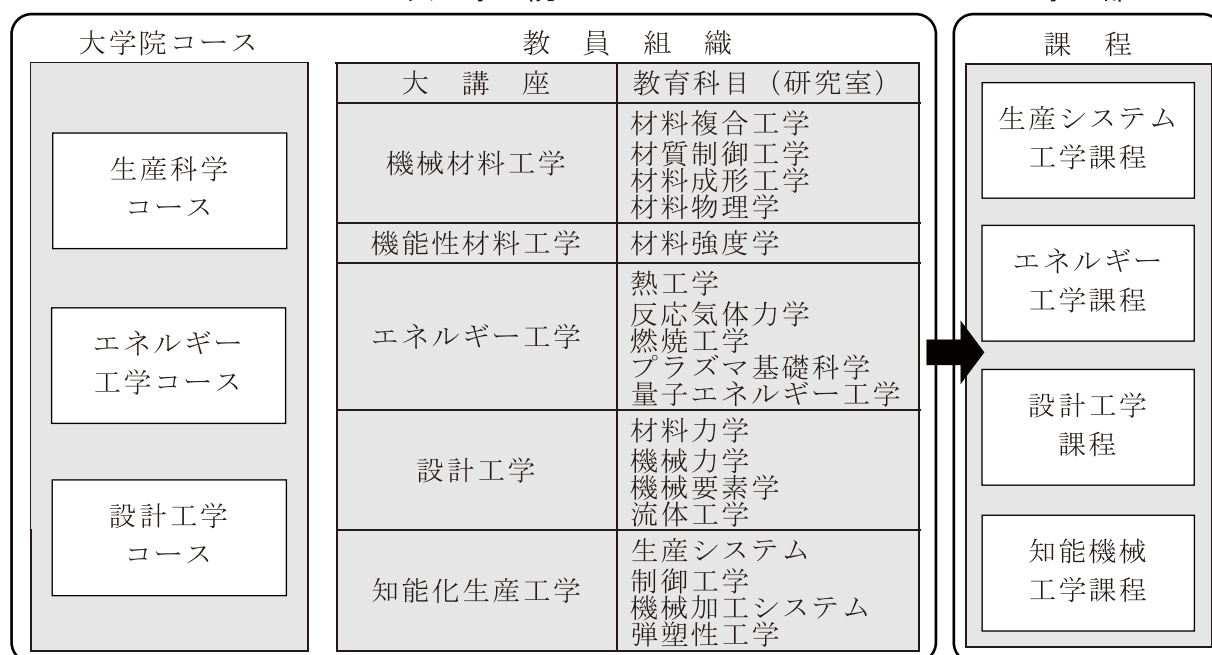 大学院コース
生産科学
コース
エネルギー
工学コース
設計工学
コース
教員組織
大講座
教育科目（研究室）
機械材料工学
材料複合工学
材質制御工学
材料成形工学
材料物理学
機能性材料工学
材料強度学
エネルギー工学
熱工学
反応気体力学
燃焼工学
プラズマ基礎科学
量子エネルギー工学
設計工学
材料力学
機械力学
機械要素学
流体工学
知能化生産工学
生産システム
制御工学
機械加工システム
弾塑性工学
課程
生産システム
工学課程
エネルギー
工学課程
設計工学
課程
知能機械
工学課程